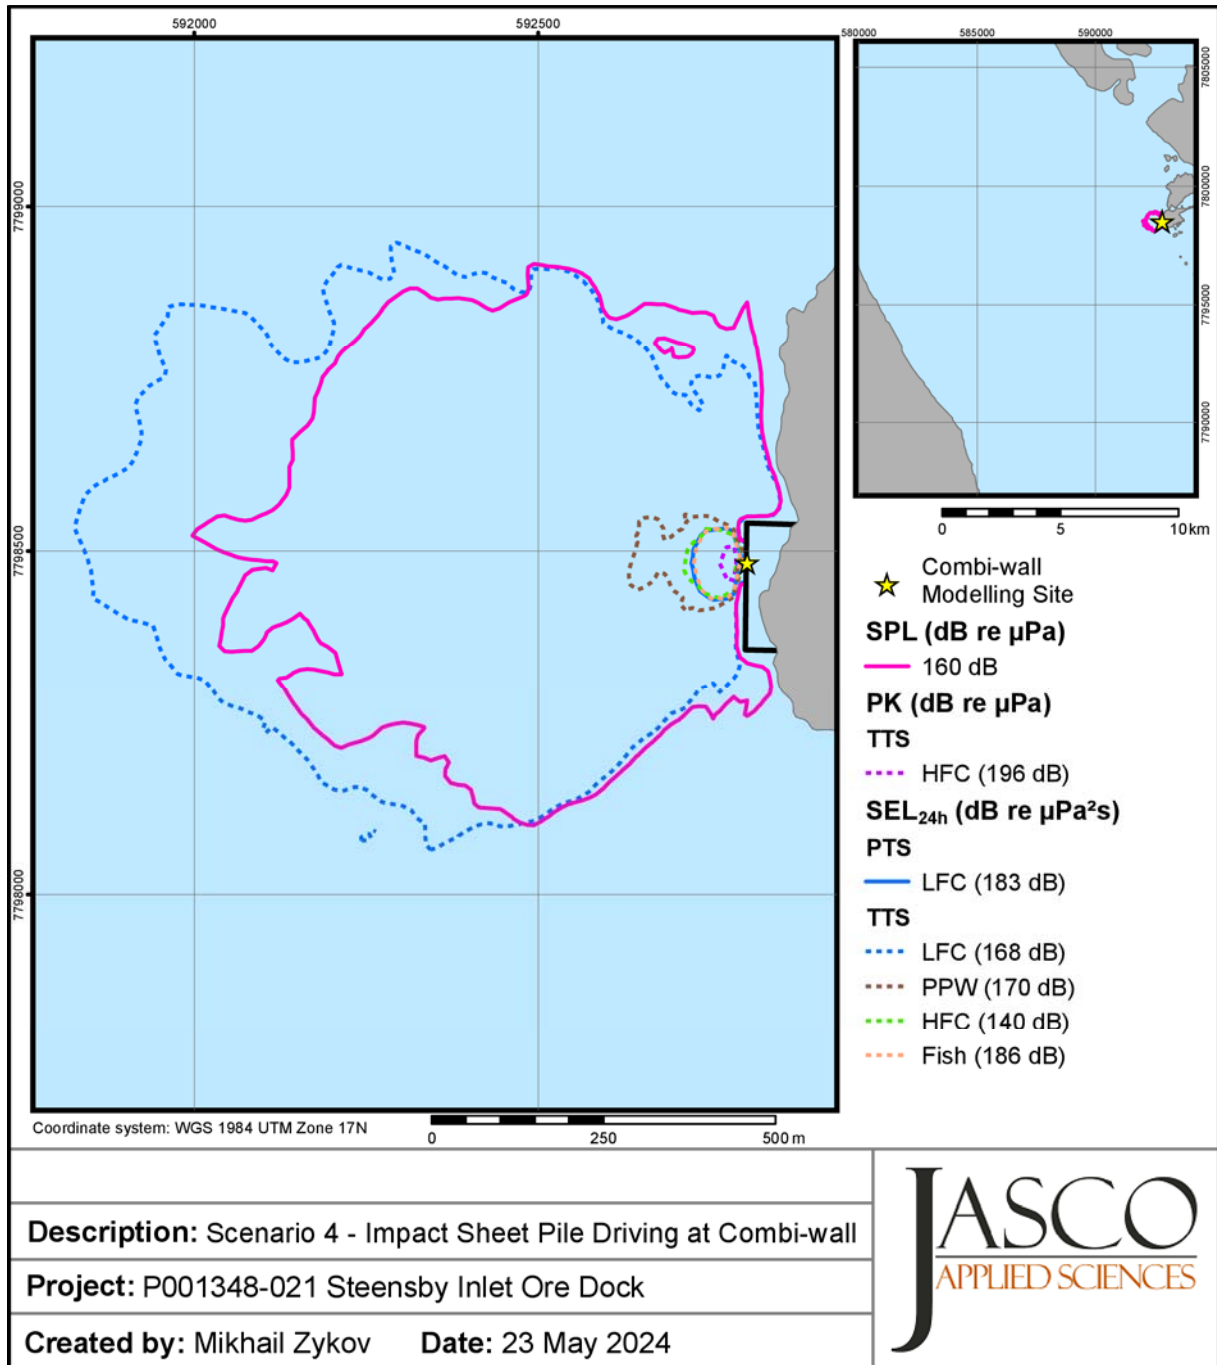 592000
592500
7799000
7798500
7798000
580000
585000
590000
7805000
7800000
7795000
7790000
0 5 10 km
Combi-wall
Modelling Site
SPL (dB re µPa)
160 dB
PK (dB re µPa)
TTS
HFC (196 dB)
SEL24h (dB re µPa²s)
PTS
LFC (183 dB)
TTS
LFC (168 dB)
PPW (170 dB)
HFC (140 dB)
Fish (186 dB)
Coordinate system: WGS 1984 UTM Zone 17N
0 250 500 m
Description: Scenario 4 - Impact Sheet Pile Driving at Combi-wall
Project: P001348-021 Steensby Inlet Ore Dock
Created by: Mikhail Zykov Date: 23 May 2024
JASCO
APPLIED SCIENCES